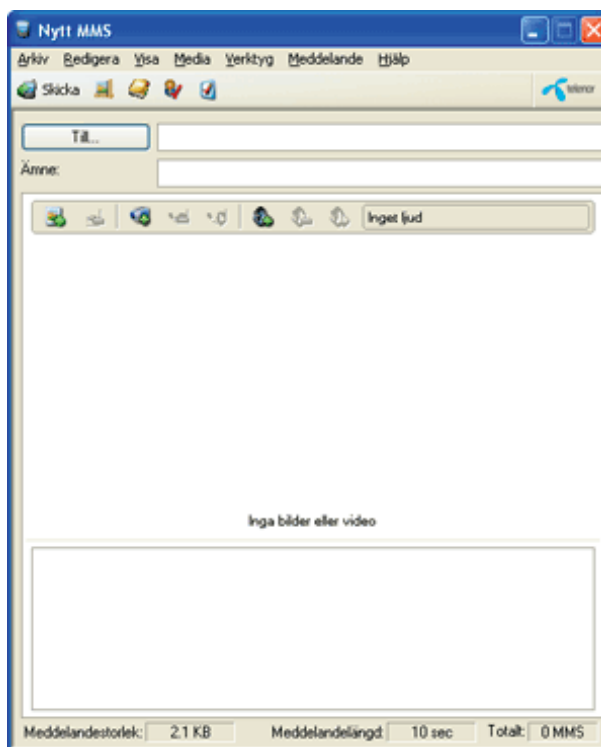 Nytt MMS
Arkiv Redigera Visa Media Verktyg Meddelande Hjälp
Skicka telenor
Till...
Ämne:
Inget ljud
Inga bilder eller video
Meddelandestorlek: 2.1 KB Meddelandelängd: 10 sec Totalt: 0 MMS